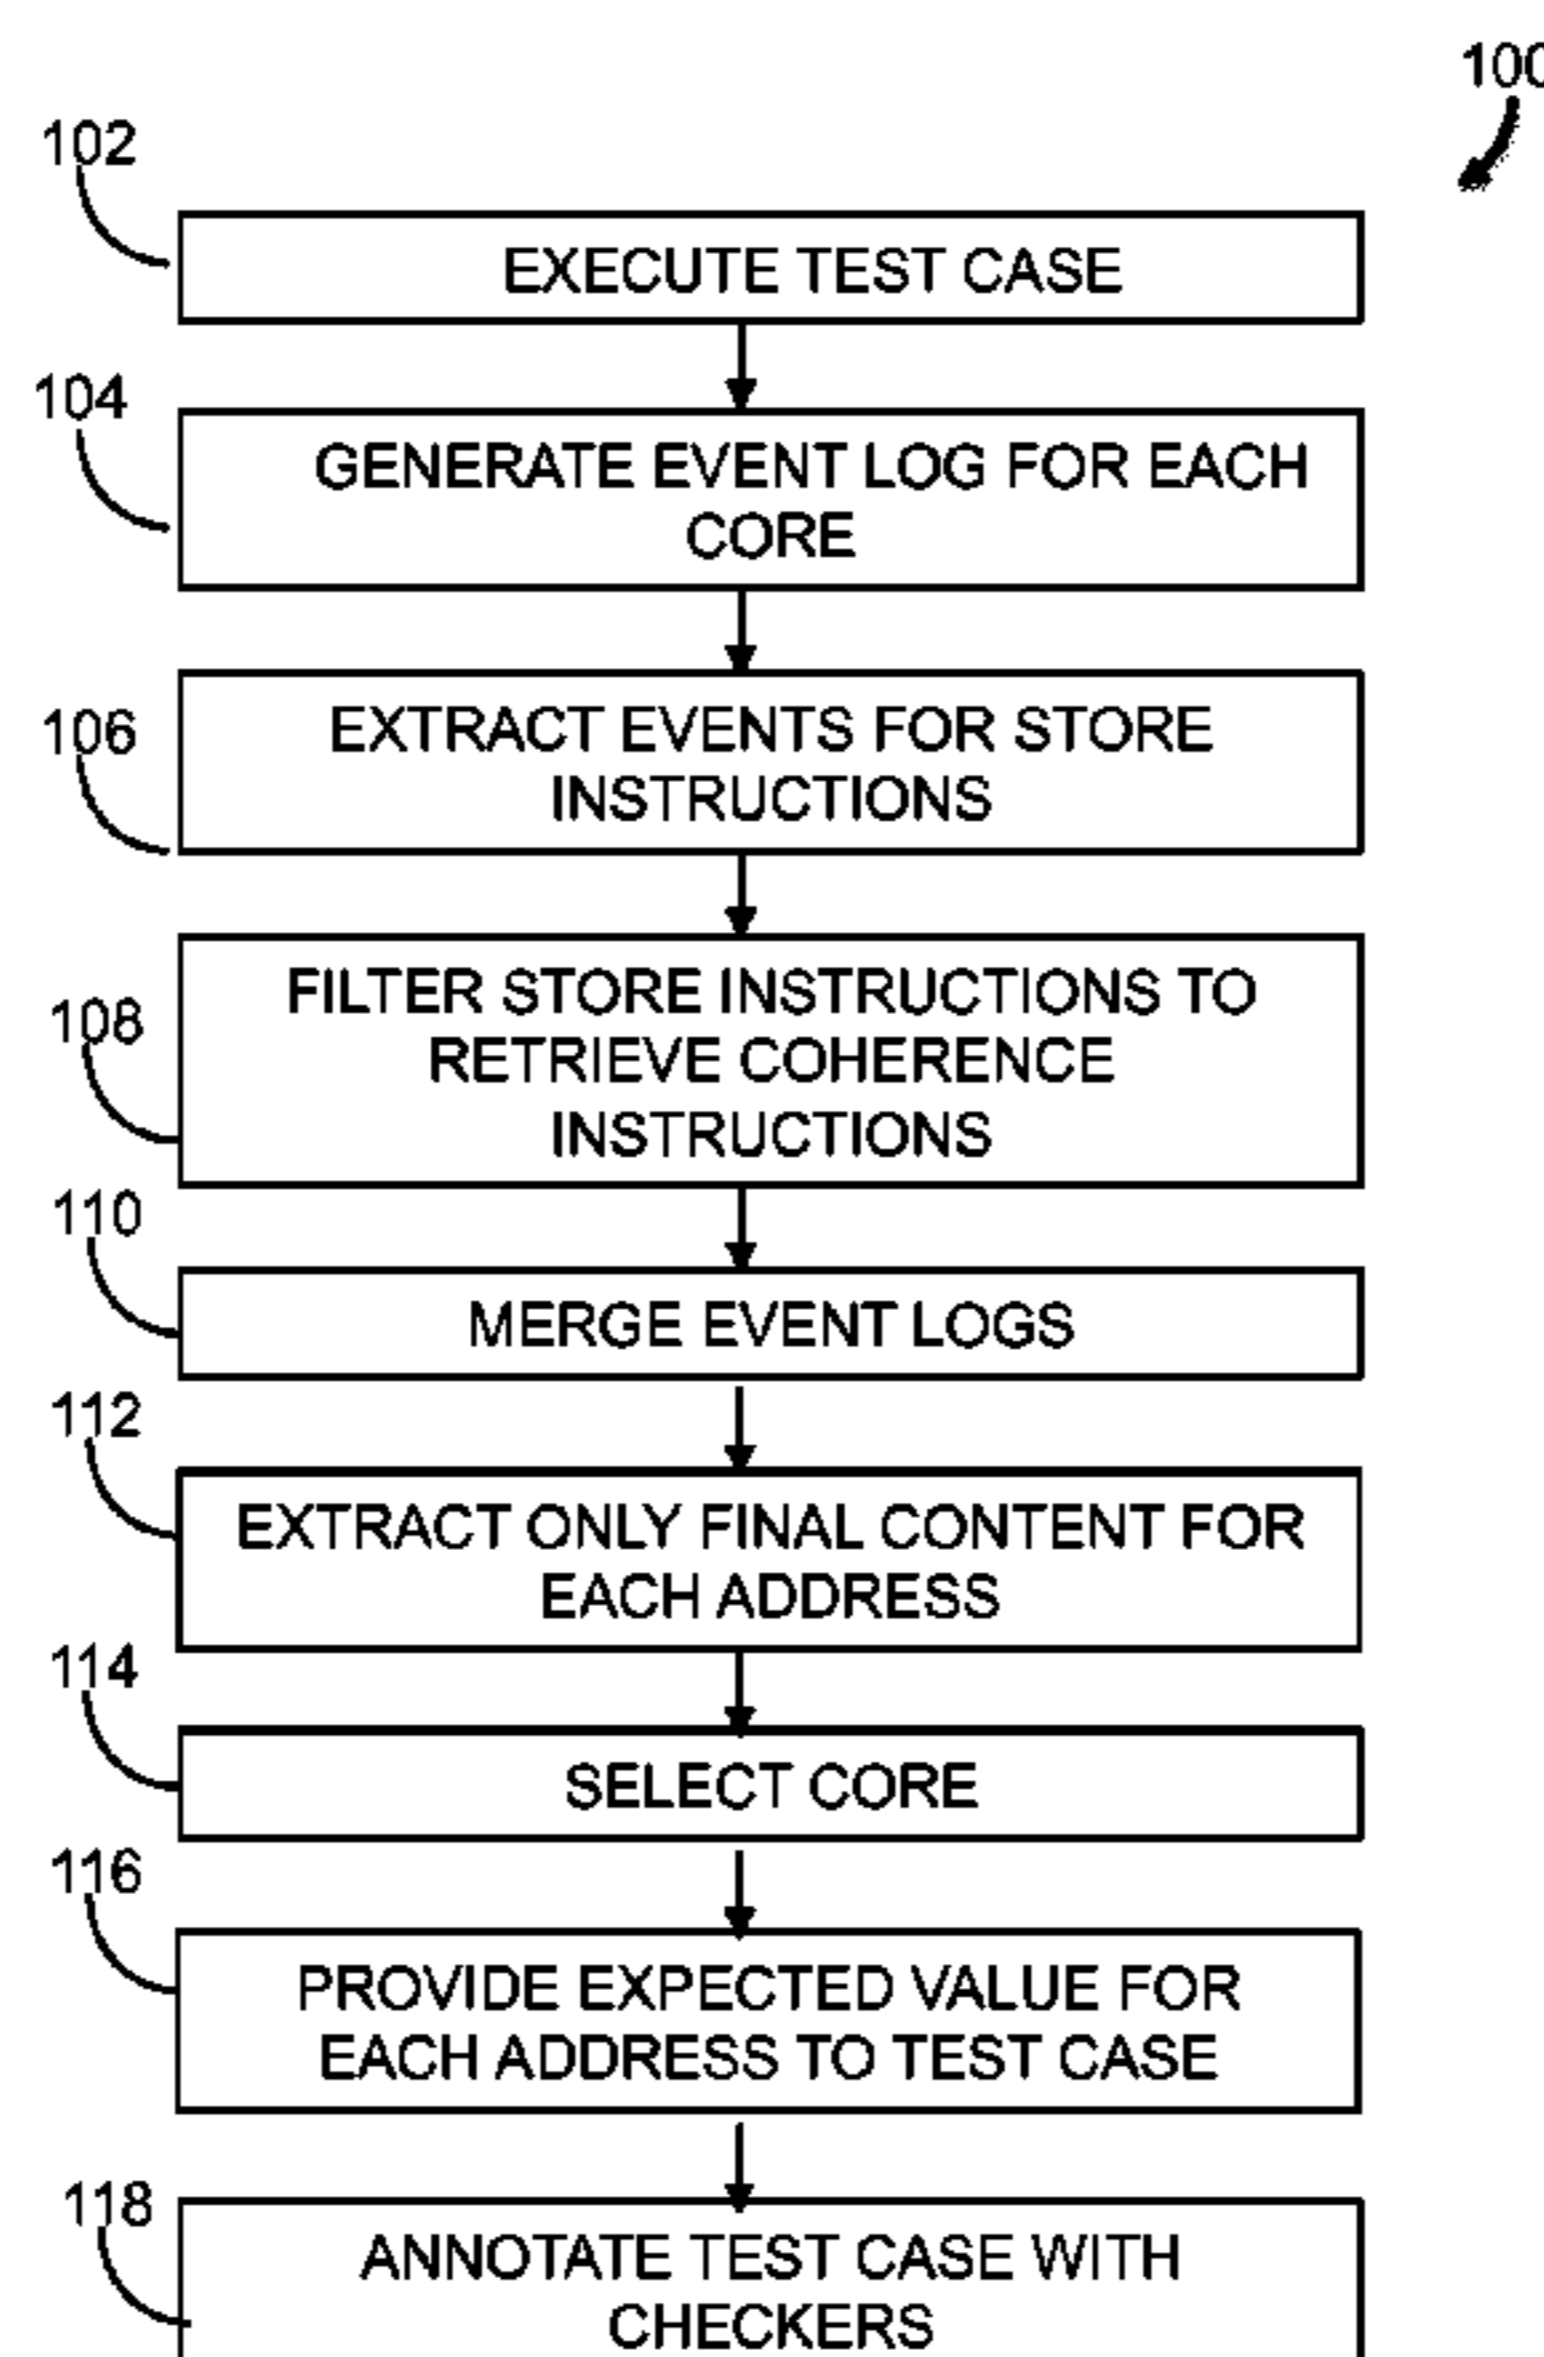 100
102
EXECUTE TEST CASE
104
GENERATE EVENT LOG FOR EACH
CORE
106
EXTRACT EVENTS FOR STORE
INSTRUCTIONS
108
FILTER STORE INSTRUCTIONS TO
RETRIEVE COHERENCE
INSTRUCTIONS
110
MERGE EVENT LOGS
112
EXTRACT ONLY FINAL CONTENT FOR
EACH ADDRESS
114
SELECT CORE
116
PROVIDE EXPECTED VALUE FOR
EACH ADDRESS TO TEST CASE
118
ANNOTATE TEST CASE WITH
CHECKERS